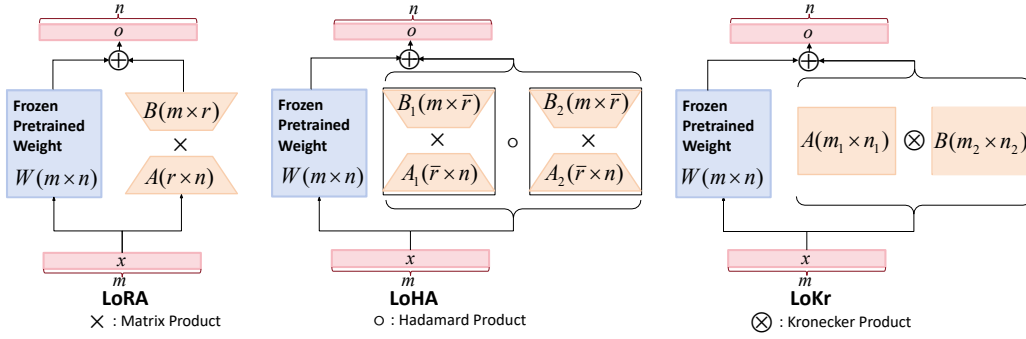 n
o
Frozen
Pretrained
Weight
W(m × n)
B(m × r)
×
A(r × n)
x
m
LoRA
× : Matrix Product
n
o
Frozen
Pretrained
Weight
W(m × n)
B₁(m × r̅)
×
A₁(r̅ × n)
○
B₂(m × r̅)
×
A₂(r̅ × n)
x
m
LoHA
○ : Hadamard Product
n
o
Frozen
Pretrained
Weight
W(m × n)
A(m₁ × n₁) ⊗ B(m₂ × n₂)
x
m
LoKr
⊗ : Kronecker Product